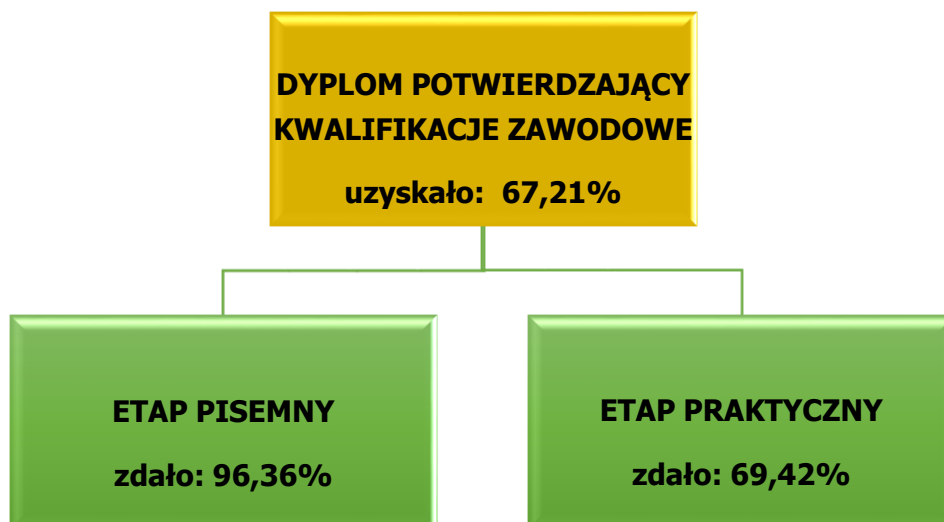 DYPLOM POTWIERDZAJĄCY
KWALIFIKACJE ZAWODOWE
uzyskało: 67,21%
ETAP PISEMNY
zdało: 96,36%
ETAP PRAKTYCZNY
zdało: 69,42%